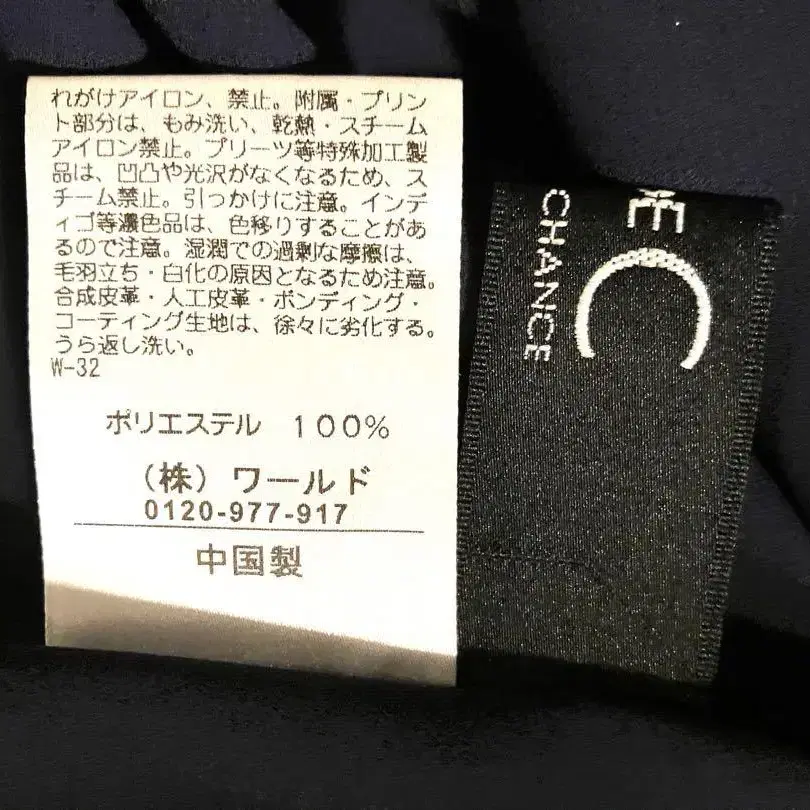 れがけアイロン、禁止。附属・プリン
ト部分は、もみ洗い、乾熱・スチーム
アイロン禁止。プリーツ等特殊加工製
品は、凹凸や光沢がなくなるため、ス
チーム禁止。引っかけに注意。インデ
ィゴ等濃色品は、色移りすることがあ
るので注意。湿潤での過剰な摩擦は、
毛羽立ち・白化の原因となるため注意。
合成皮革・人工皮革・ボンディング・
コーティング生地は、徐々に劣化する。
うら返し洗い。
W-32
ポリエステル 100%
(株)ワールド
0120-977-917
中国製
C
CHANCE